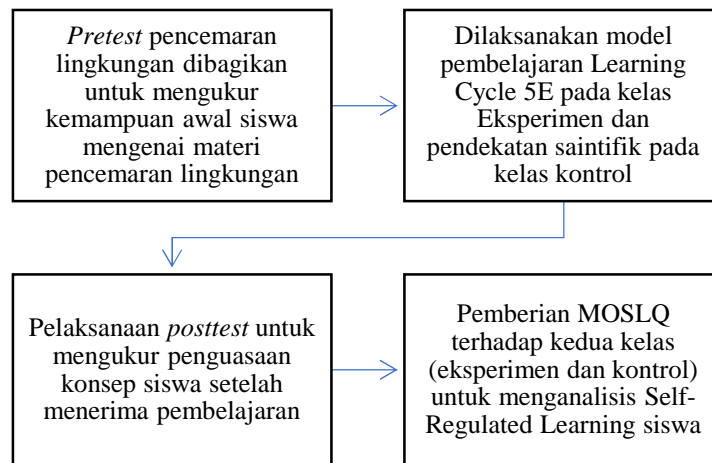 Pretest pencemaran
lingkungan dibagikan
untuk mengukur
kemampuan awal siswa
mengenai materi
pencemaran lingkungan
Dilaksanakan model
pembelajaran Learning
Cycle 5E pada kelas
Eksperimen dan
pendekatan saintifik pada
kelas kontrol
Pelaksanaan posttest untuk
mengukur penguasaan
konsep siswa setelah
menerima pembelajaran
Pemberian MOSLQ
terhadap kedua kelas
(eksperimen dan kontrol)
untuk menganalisis Self-
Regulated Learning siswa